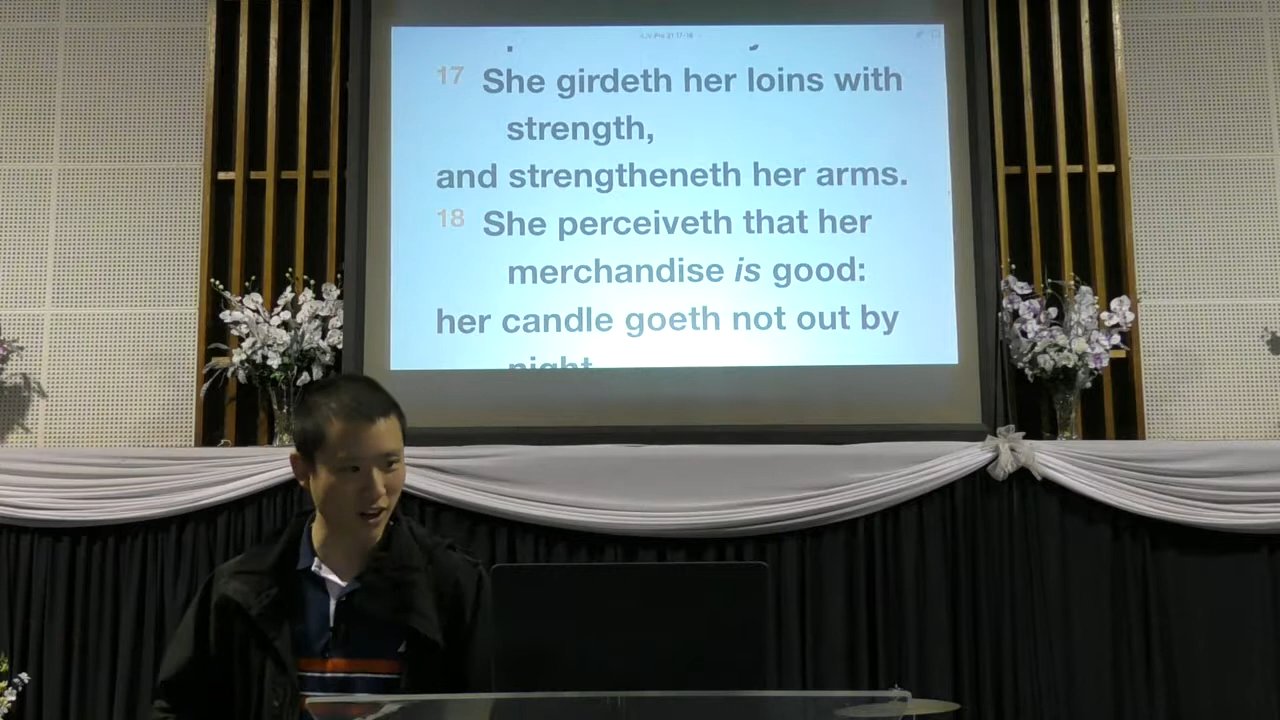 17 She girdeth her loins with
strength,
and strengtheneth her arms.
18 She perceiveth that her
merchandise is good:
her candle goeth not out by
night